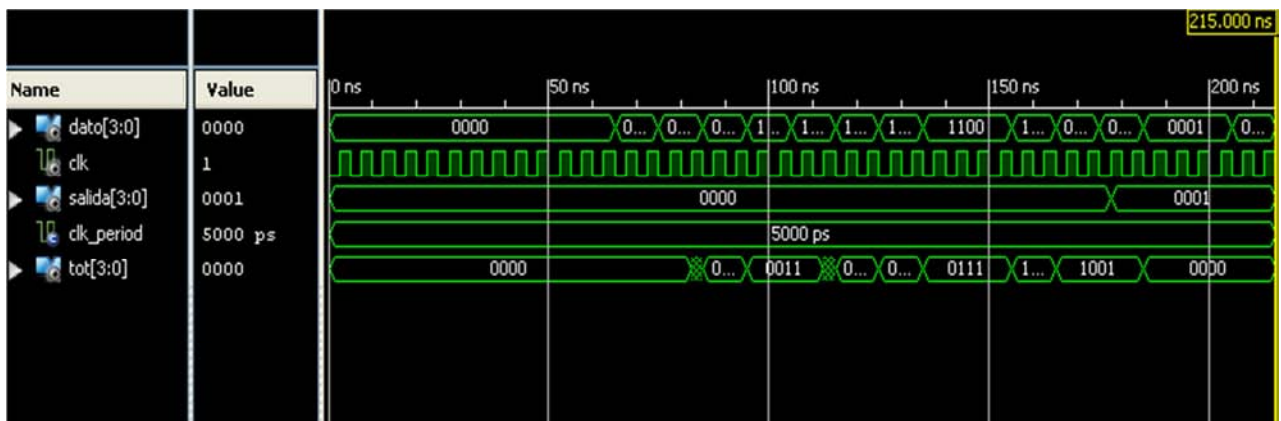 215.000 ns
Name Value 0 ns 50 ns 100 ns 150 ns 200 ns
dato[3:0] 0000 0000 0... 0... 0... 1... 1... 1... 1... 1100 1... 0... 0... 0001 0...
clk 1
salida[3:0] 0001 0000 0001
clk_period 5000 ps 5000 ps
tot[3:0] 0000 0000 0... 0011 0... 0... 0111 1... 1001 0000